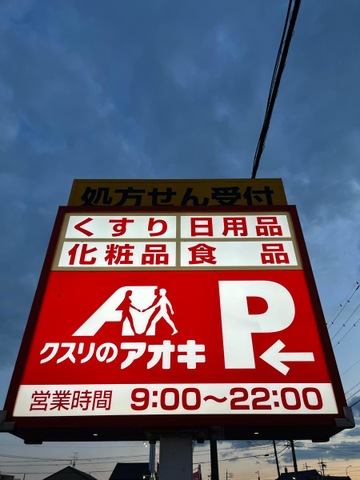 処方せん受付
くすり 日用品
化粧品 食品
クスリのアオキ
P
←
営業時間 9:00～22:00